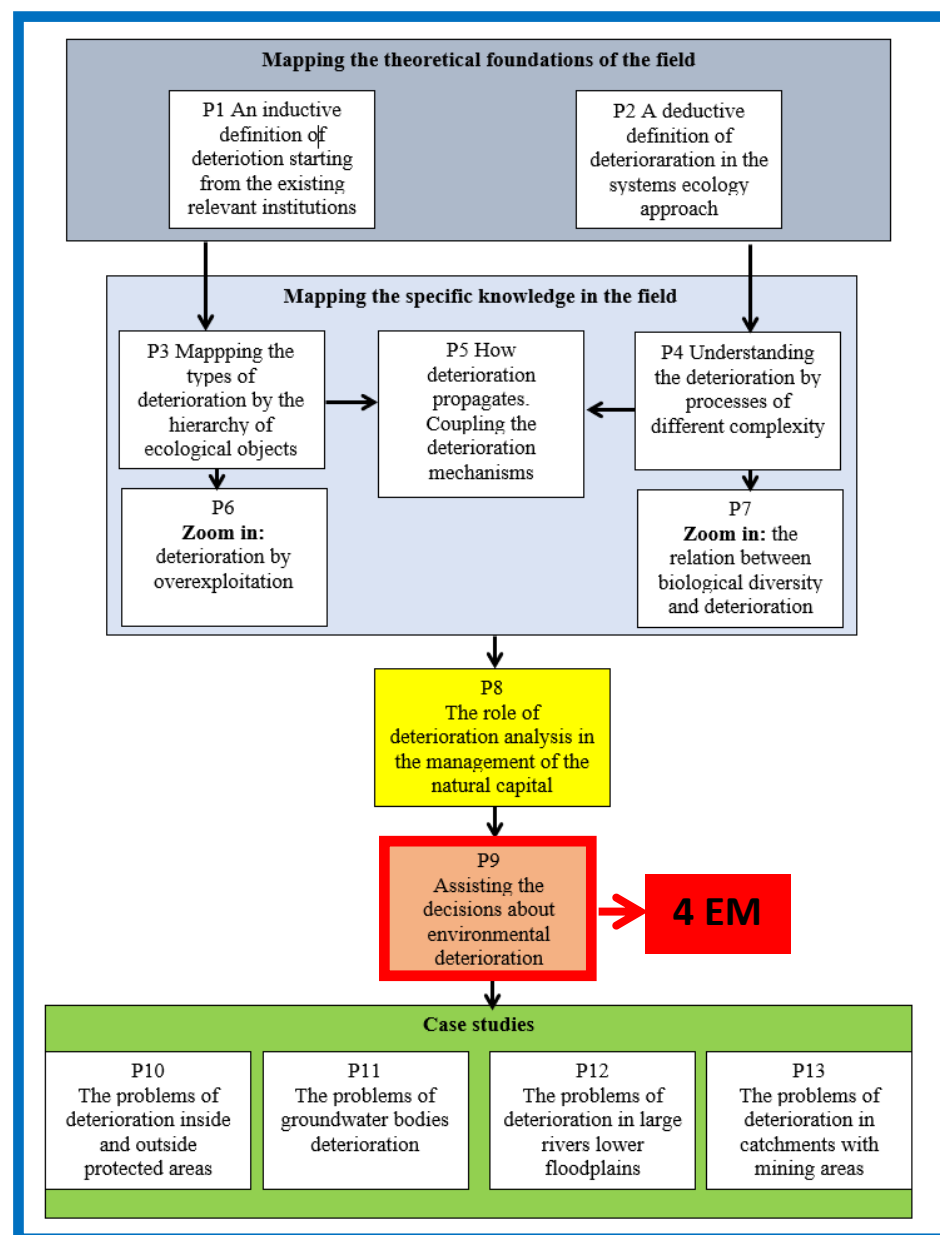 Mapping the theoretical foundations of the field
P1 An inductive
definition of
deteriotion starting
from the existing
relevant institutions
P2 A deductive
definition of
deterioraration in the
systems ecology
approach
Mapping the specific knowledge in the field
P3 Mappping the
types of
deterioration by the
hierarchy of
ecological objects
P5 How
deterioration
propagates.
Coupling the
deterioration
mechanisms
P4 Understanding
the deterioration by
processes of
different complexity
P6
Zoom in:
deterioration by
overexploitation
P7
Zoom in: the
relation between
biological diversity
and deterioration
P8
The role of
deterioration analysis in
the management of the
natural capital
P9
Assisting the
decisions about
environmental
deterioration
4 EM
Case studies
P10
The problems of
deterioration inside
and outside
protected areas
P11
The problems of
groundwater bodies
deterioration
P12
The problems of
deterioration in large
rivers lower
floodplains
P13
The problems of
deterioration in
catchments with
mining areas